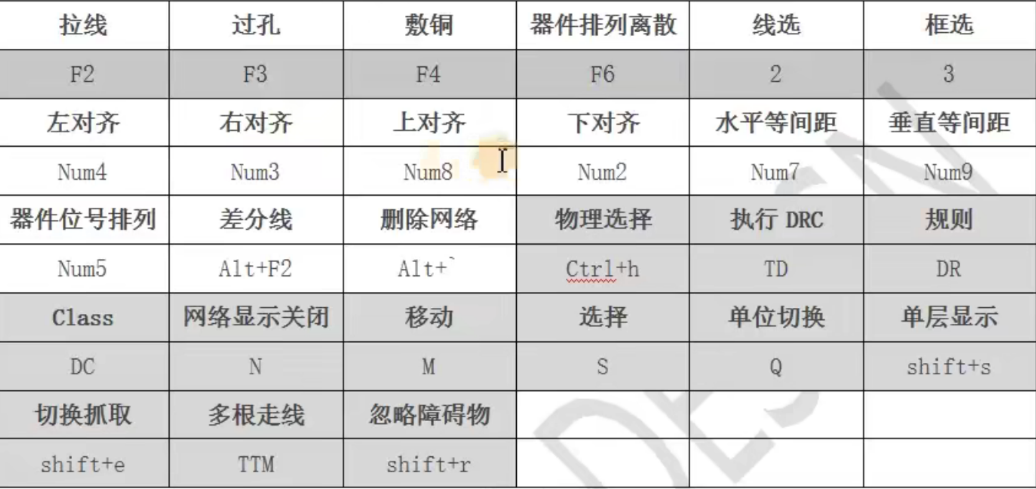 拉线 过孔 敷铜 器件排列离散 线选 框选
F2 F3 F4 F6 2 3
左对齐 右对齐 上对齐 下对齐 水平等间距 垂直等间距
Num4 Num3 Num8 Num2 Num7 Num9
器件位号排列 差分线 删除网络 物理选择 执行 DRC 规则
Num5 Alt+F2 Alt+` Ctrl+h TD DR
Class 网络显示关闭 移动 选择 单位切换 单层显示
DC N M S Q shift+s
切换抓取 多根走线 忽略障碍物
shift+e TTM shift+r